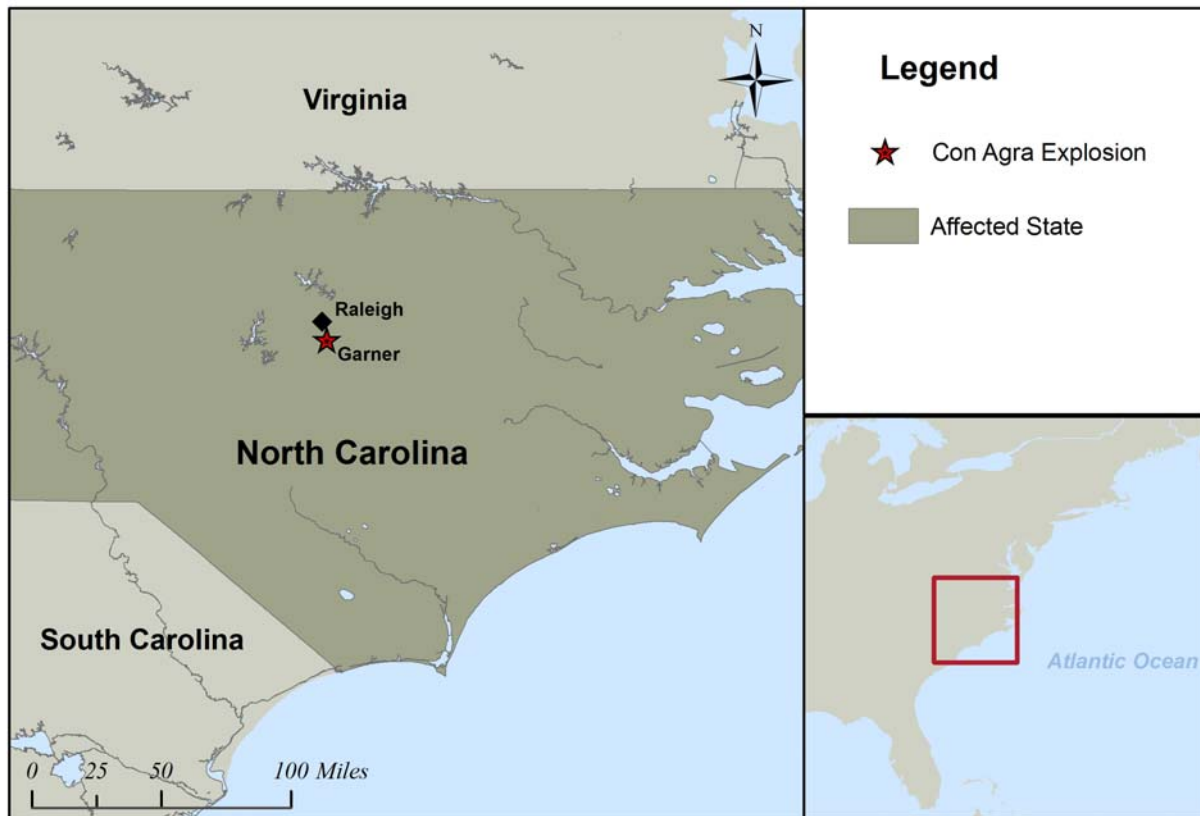 N
Virginia
Raleigh
Garner
North Carolina
South Carolina
0 25 50 100 Miles
Legend
Con Agra Explosion
Affected State
Atlantic Ocean